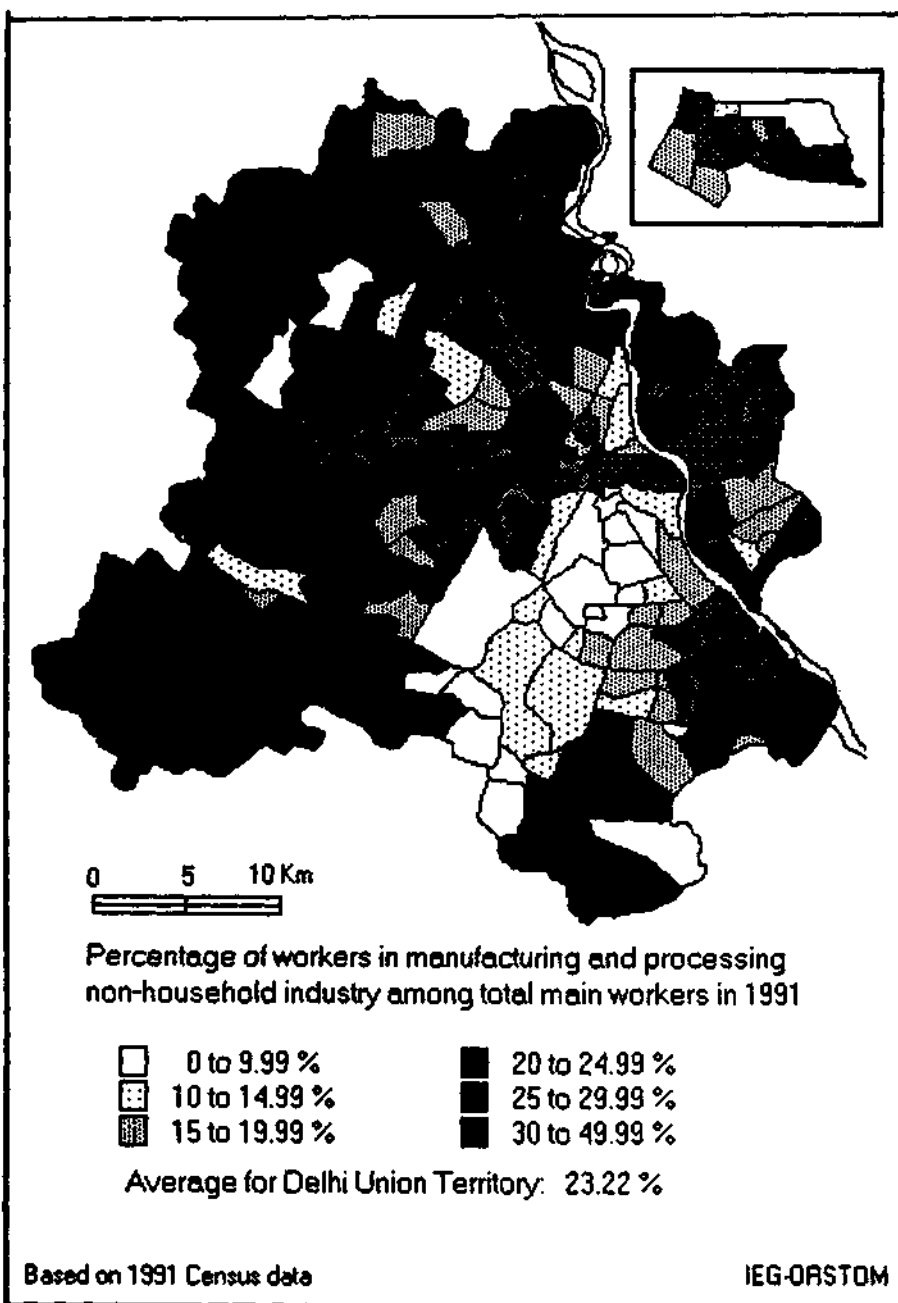 0 5 10 Km
Percentage of workers in manufacturing and processing
non-household industry among total main workers in 1991
0 to 9.99 % 20 to 24.99 %
10 to 14.99 % 25 to 29.99 %
15 to 19.99 % 30 to 49.99 %
Average for Delhi Union Territory: 23.22 %
Based on 1991 Census data IEG-ORSTOM